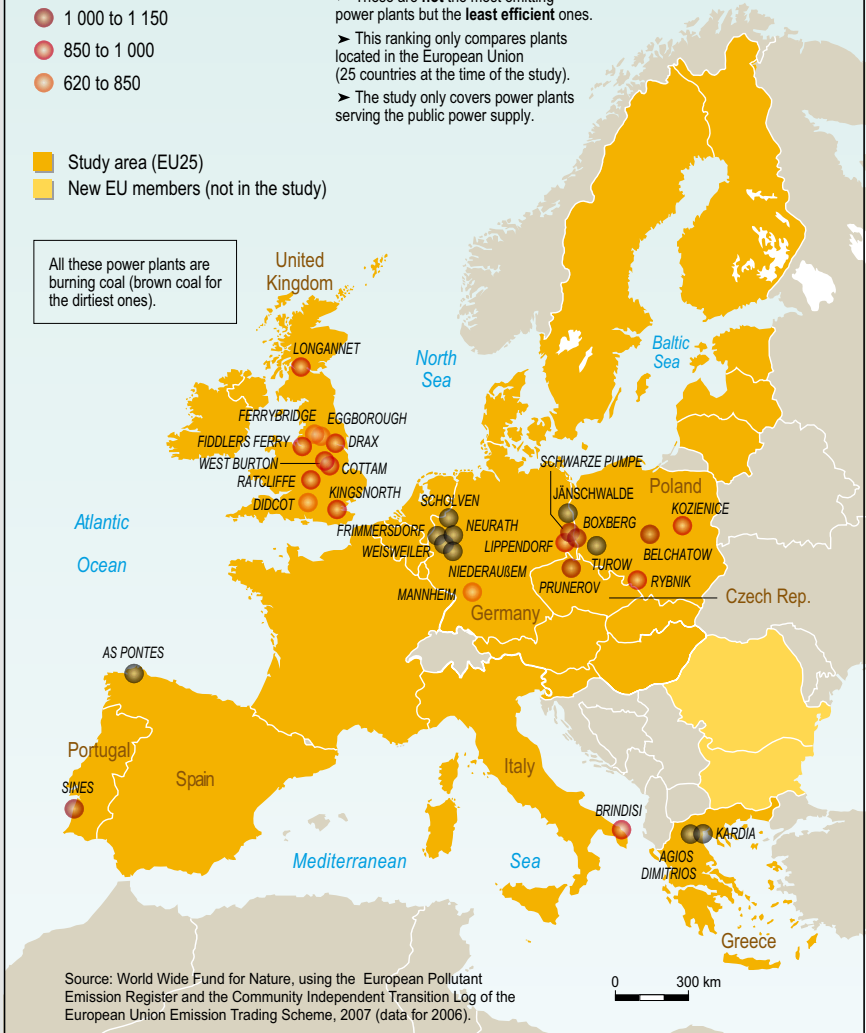 power plants but the least efficient ones.
1 000 to 1 150
850 to 1 000
620 to 850
➤ This ranking only compares plants
located in the European Union
(25 countries at the time of the study).
➤ The study only covers power plants
serving the public power supply.
Study area (EU25)
New EU members (not in the study)
All these power plants are
burning coal (brown coal for
the dirtiest ones).
United
Kingdom
LONGANNET
North
Sea
Baltic
Sea
FERRYBRIDGE
EGGBOROUGH
FIDDLERS FERRY
DRAX
WEST BURTON
COTTAM
RATCLIFFE
KINGSNORTH
DIDCOT
SCHWARZE PUMPE
JÄNSCHWALDE
Poland
KOZIENICE
SCHOLVEN
NEURATH
BOXBERG
FRIMMERSDORF
LIPPENDORF
WEISWEILER
BELCHATOW
TUROW
NIEDERAUßEM
PRUNEROV
RYBNIK
MANNHEIM
Germany
Czech Rep.
Atlantic
Ocean
AS PONTES
Portugal
Spain
Italy
SINES
BRINDISI
KARDIA
AGIOS
DIMITRIOS
Mediterranean
Sea
Greece
Source: World Wide Fund for Nature, using the European Pollutant
Emission Register and the Community Independent Transition Log of the
European Union Emission Trading Scheme, 2007 (data for 2006).
0 300 km